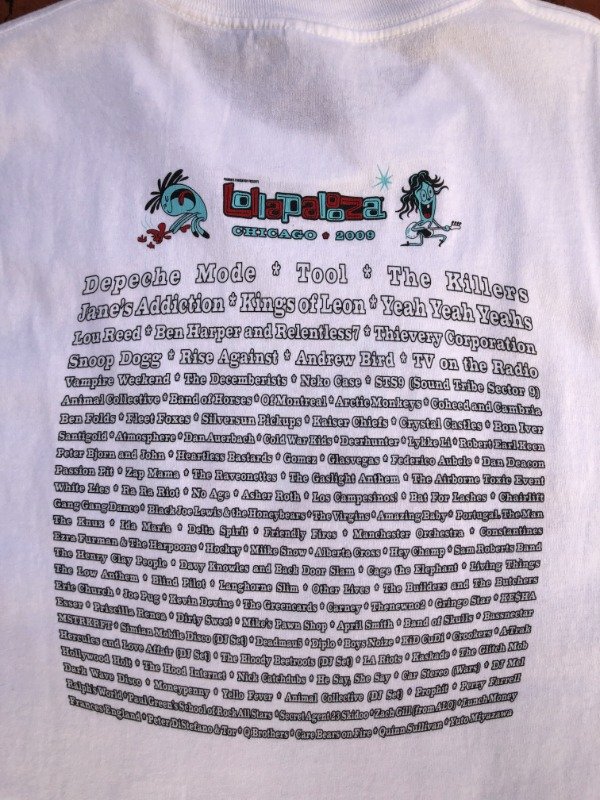 Lollapalooza
CHICAGO * 2009
Depeche Mode * Tool * The Killers
Jane's Addiction * Kings of Leon * Yeah Yeah Yeahs
Lou Reed * Ben Harper and Relentless7 * Thievery Corporation
Snoop Dogg * Rise Against * Andrew Bird * TV on the Radio
Vampire Weekend * The Decemberists * Neko Case * STS9 (Sound Tribe Sector 9)
Animal Collective * Band of Horses * Of Montreal * Arctic Monkeys * Coheed and Cambria
Ben Folds * Fleet Foxes * Silversun Pickups * Kaiser Chiefs * Crystal Castles * Bon Iver
Santigold * Atmosphere * Dan Auerbach * Cold War Kids * Deerhunter * Lykke Li * Robert Earl Keen
Peter Bjorn and John * Heartless Bastards * Gomez * Glasvegas * Federico Aubele * Dan Deacon
Passion Pit * Zap Mama * The Raveonettes * The Gaslight Anthem * The Airborne Toxic Event
White Lies * Ra Ra Riot * No Age * Asher Roth * Los Campesinos! * Bat For Lashes * Chairlift
Gang Gang Dance * Black Joe Lewis & the Honeybears * The Virgins * Amazing Baby * Portugal. The Man
The Knux * Ida Maria * Delta Spirit * Friendly Fires * Manchester Orchestra * Constantines
Ezra Furman & The Harpoons * Hockey * Miike Snow * Alberta Cross * Hey Champ * Sam Roberts Band
The Henry Clay People * Davy Knowles and Back Door Slam * Cage the Elephant * Living Things
The Low Anthem * Blind Pilot * Langhorne Slim * Other Lives * The Builders and The Butchers
Eric Church * Joe Pug * Kevin Devine * The Greencards * Carney * Thenewno2 * Gringo Star * KE$HA
Esser * Priscilla Renea * Dirty Sweet * Mike's Pawn Shop * April Smith * Band of Skulls * Bassnectar
MSTRKRFT * Simian Mobile Disco (DJ Set) * Deadmau5 * Diplo * Boys Noize * KiD CuDi * Crookers * A-Trak
Hercules and Love Affair (DJ Set) * The Bloody Beetroots (DJ Set) * LA Riots * Kaskade * The Glitch Mob
Hollywood Holt * The Hood Internet * Nick Catchdubs * He Say, She Say * Car Stereo (Wars) * DJ Mel
Dark Wave Disco * Moneypenny * Yello Fever * Animal Collective (DJ Set) * Prophit * Perry Farrell
Ralph's World * Paul Green's School of Rock All Stars * Secret Agent 23 Skidoo * Zach Gill (from ALO) * Lunch Money
Frances England * Peter DiStefano & Tor * Q Brothers * Care Bears on Fire * Quinn Sullivan * Yuto Miyazawa